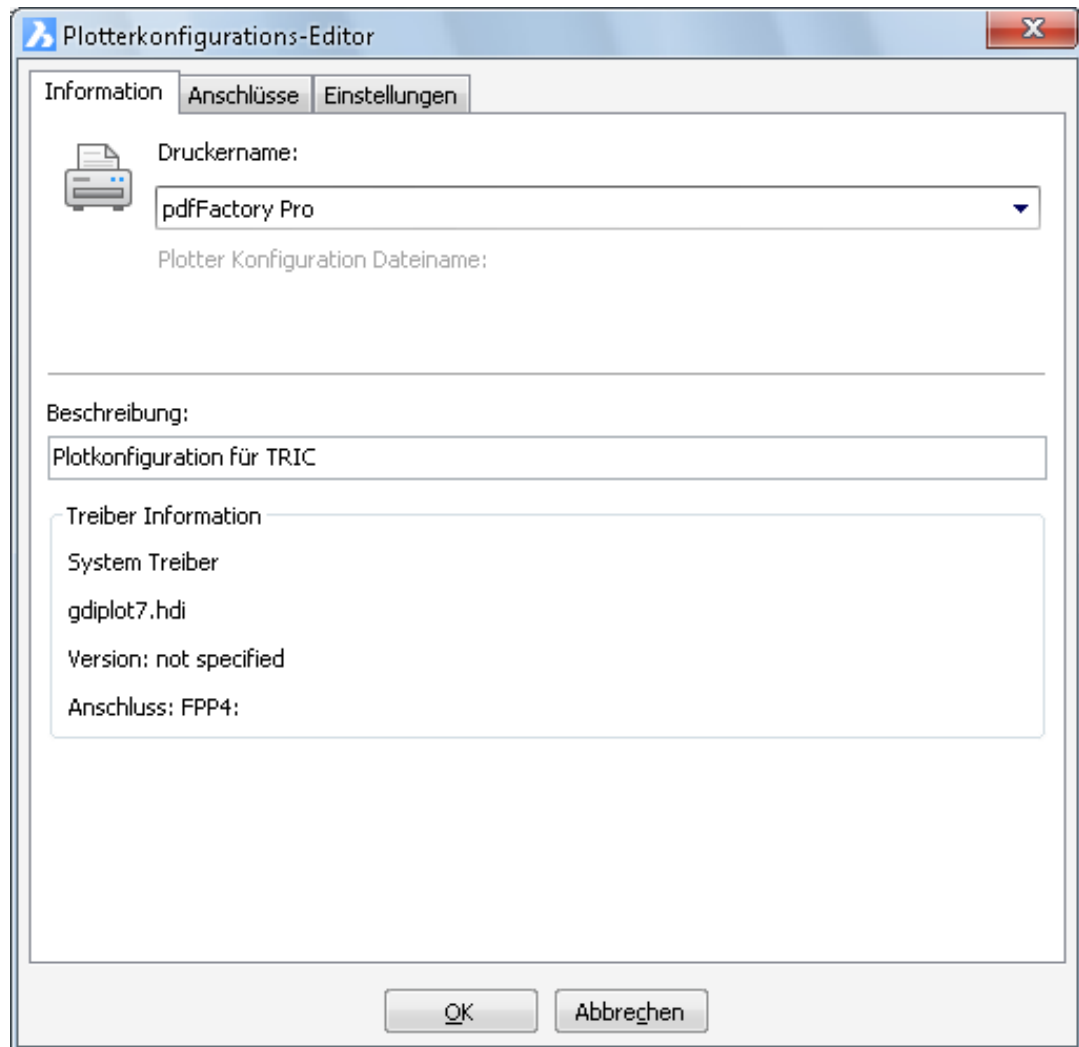 Plotterkonfigurations-Editor
Information Anschlüsse Einstellungen
Druckername:
pdfFactory Pro
Plotter Konfiguration Dateiname:
Beschreibung:
Plotkonfiguration für TRIC
Treiber Information
System Treiber
gdiplot7.hdi
Version: not specified
Anschluss: FPP4:
OK Abbrechen